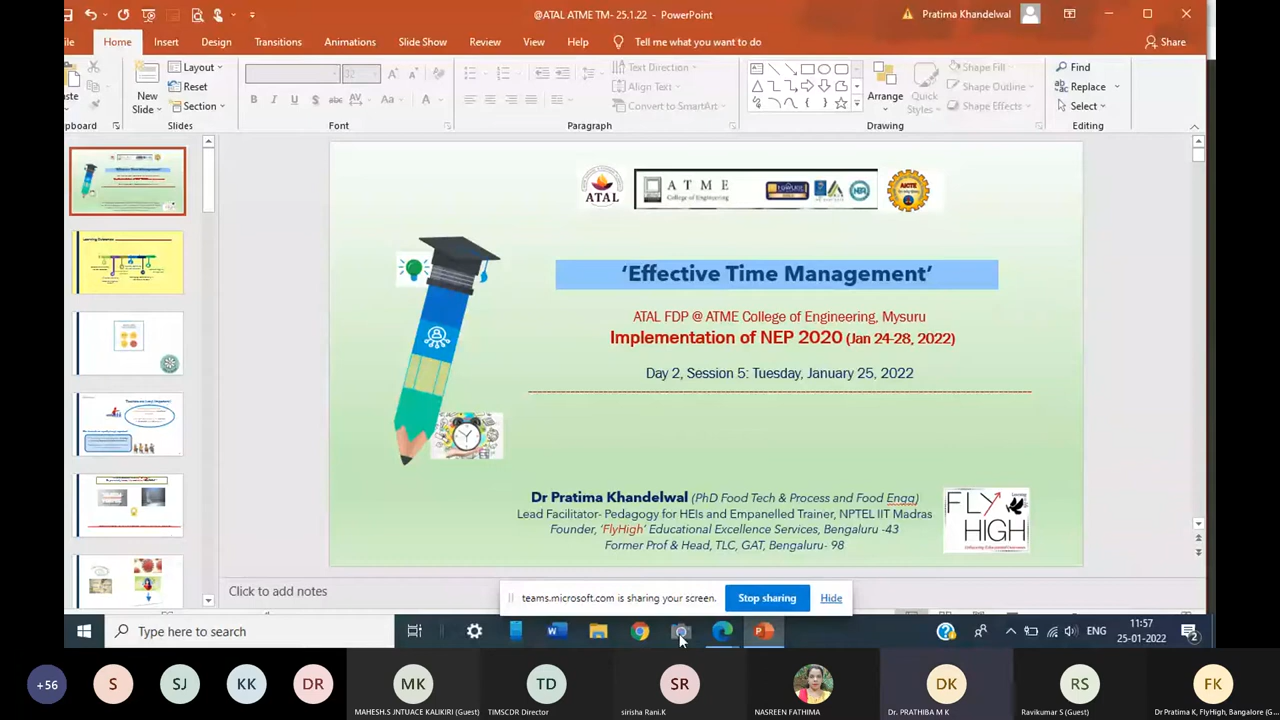 @ATAL ATME TM- 25.1.22 - PowerPoint
Pratima Khandelwal
Home Insert Design Transitions Animations Slide Show Review View Help Tell me what you want to do
Share
New
Slide
Layout
Reset
Section
Text Direction
Align Text
Convert to SmartArt
Arrange
Quick
Styles
Shape Fill
Shape Outline
Shape Effects
Find
Replace
Select
Slides Font Paragraph Drawing Editing
ATAL
ATME
College of Engineering
AICTE
'Effective Time Management'
ATAL FDP @ ATME College of Engineering, Mysuru
Implementation of NEP 2020 (Jan 24-28, 2022)
Day 2, Session 5: Tuesday, January 25, 2022
Dr Pratima Khandelwal (PhD Food Tech & Process and Food Engg)
Lead Facilitator- Pedagogy for HEIs and Empanelled Trainer, NPTEL IIT Madras
Founder, 'FlyHigh' Educational Excellence Services, Bengaluru -43
Former Prof & Head, TLC, GAT, Bengaluru- 98
FLY
HIGH
Click to add notes
teams.microsoft.com is sharing your screen.
Stop sharing
Hide
Type here to search
ENG
11:57
25-01-2022
2
+56
S
SJ
KK
DR
MK
TD
SR
DK
RS
FK
MAHESH.S JNTUACE KALIKIRI (Guest)
TIMSCDR Director
sirisha Rani.K
NASREEN FATHIMA
Dr. PRATHIBA M K
Ravikumar S (Guest)
Dr Pratima K, FlyHigh, Bangalore (G...